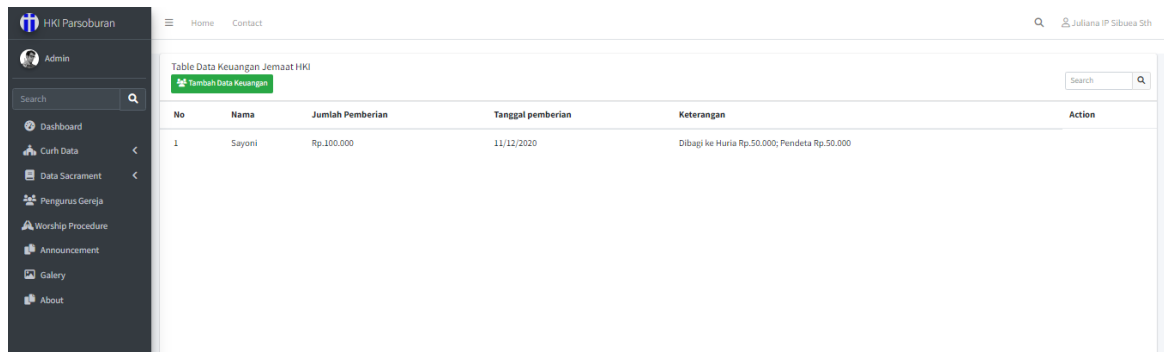 HKI Parsoburan
Home Contact
Juliana IP Sibuea Sth
Admin
Search
Dashboard
Curh Data
Data Sacrament
Pengurus Gereja
Worship Procedure
Announcement
Galery
About
Table Data Keuangan Jemaat HKI
Tambah Data Keuangan
Search
No Nama Jumlah Pemberian Tanggal pemberian Keterangan Action
1 Sayoni Rp.100.000 11/12/2020 Dibagi ke Huria Rp.50.000; Pendeta Rp.50.000